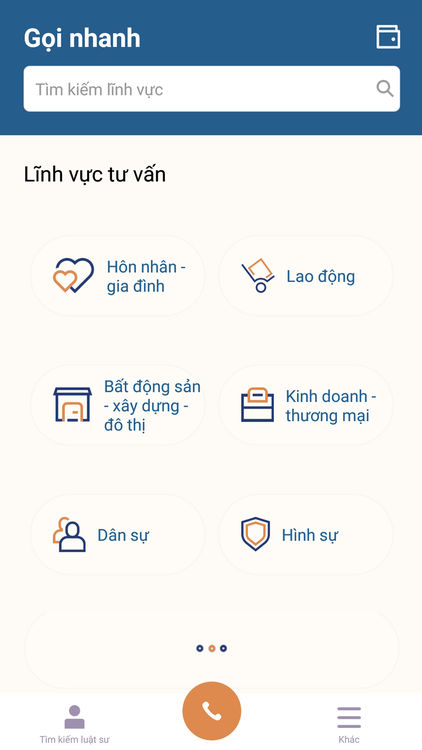 Gọi nhanh
Tìm kiếm lĩnh vực
Lĩnh vực tư vấn
Hôn nhân -
gia đình
Lao động
Bất động sản
- xây dựng -
đô thị
Kinh doanh -
thương mại
Dân sự
Hình sự
Tìm kiếm luật sư
Khác